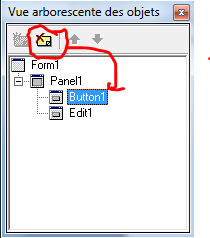 Vue arborescente des objets
Form1
Panel1
Button1
Edit1